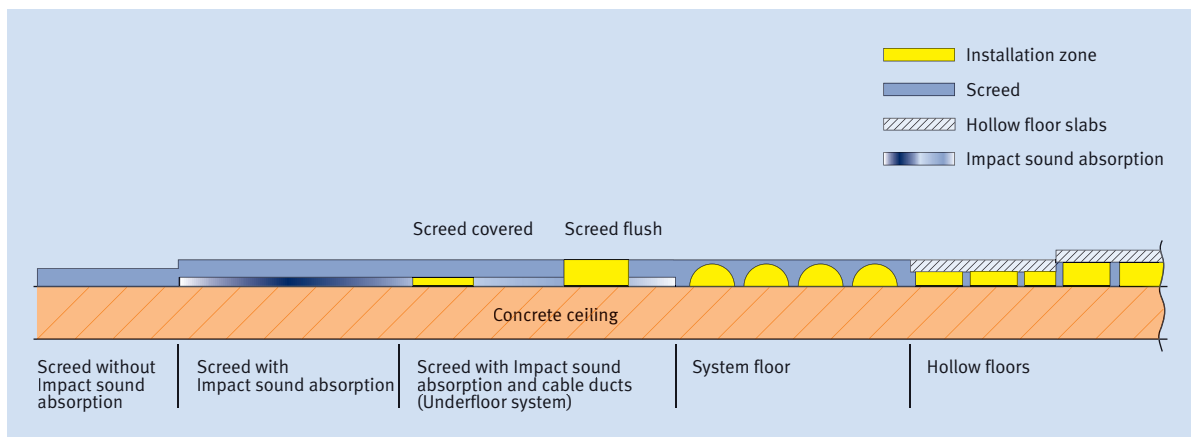 Installation zone
Screed
Hollow floor slabs
Impact sound absorption
Screed covered
Screed flush
Concrete ceiling
Screed without
Impact sound
absorption
Screed with
Impact sound absorption
Screed with Impact sound
absorption and cable ducts
(Underfloor system)
System floor
Hollow floors